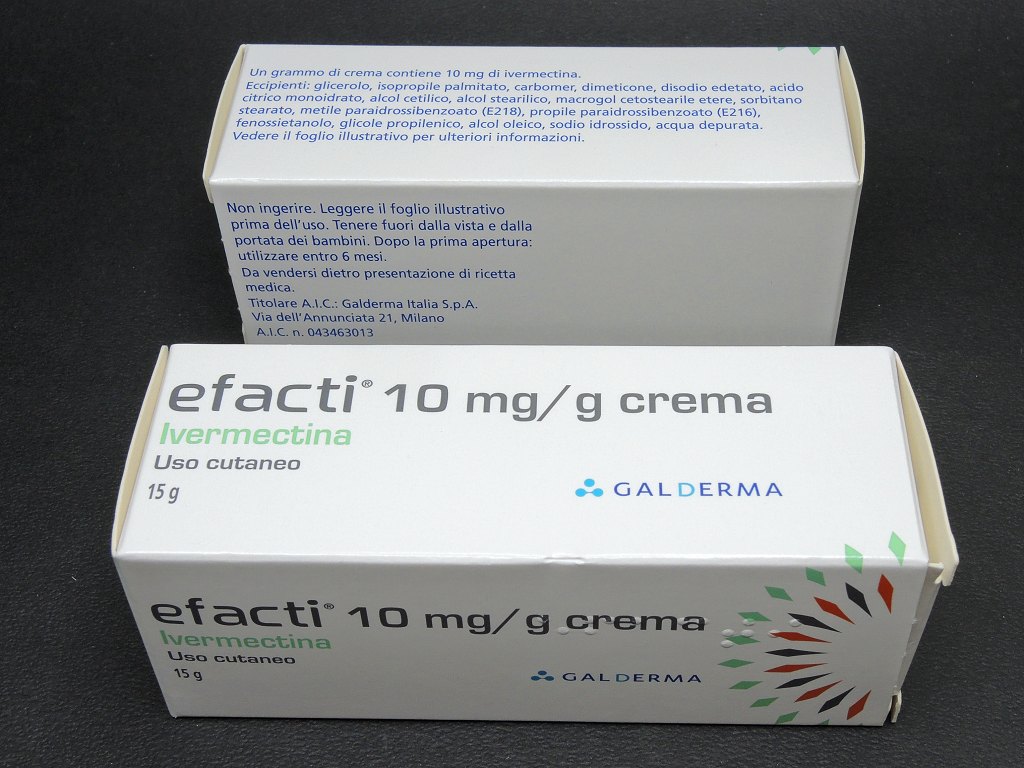 Un grammo di crema contiene 10 mg di ivermectina.
Eccipienti: glicerolo, isopropile palmitato, carbomer, dimeticone, disodio edetato, acido
citrico monoidrato, alcol cetilico, alcol stearilico, macrogol cetostearile etere, sorbitano
stearato, metile paraidrossibenzoato (E218), propile paraidrossibenzoato (E216),
fenossietanolo, glicole propilenico, alcol oleico, sodio idrossido, acqua depurata.
Vedere il foglio illustrativo per ulteriori informazioni.
Non ingerire. Leggere il foglio illustrativo
prima dell'uso. Tenere fuori dalla vista e dalla
portata dei bambini. Dopo la prima apertura:
utilizzare entro 6 mesi.
Da vendersi dietro presentazione di ricetta
medica.
Titolare A.I.C.: Galderma Italia S.p.A.
Via dell'Annunciata 21, Milano
A.I.C. n. 043463013
efacti® 10 mg/g crema
Ivermectina
Uso cutaneo
15 g
GALDERMA
efacti® 10 mg/g crema
Ivermectina
Uso cutaneo
15 g
GALDERMA